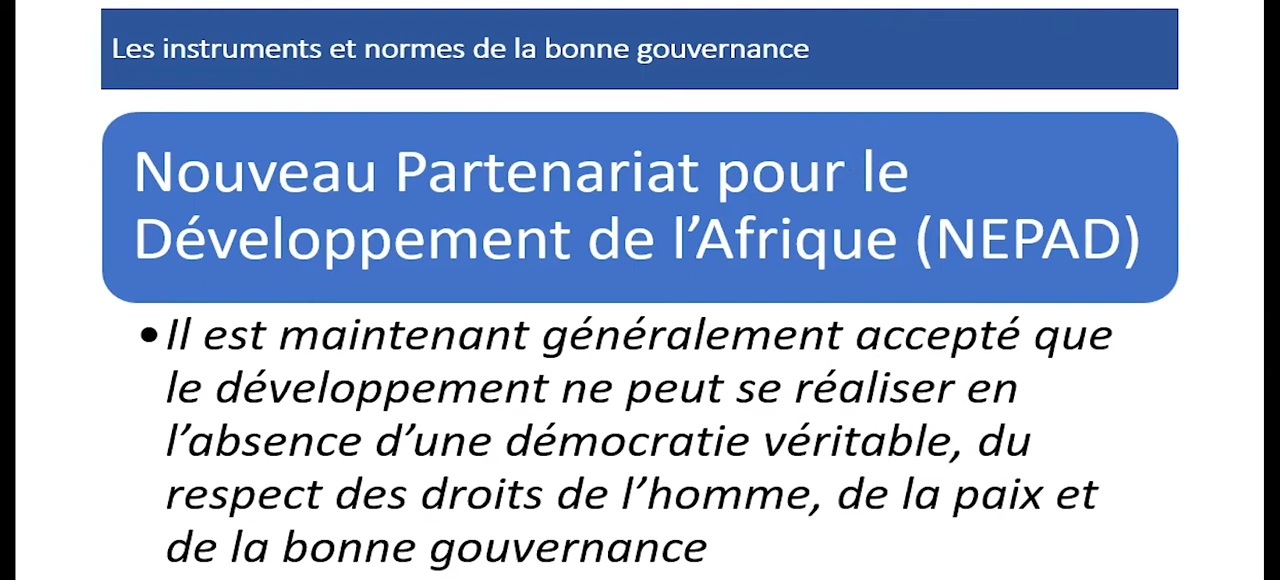 Les instruments et normes de la bonne gouvernance
Nouveau Partenariat pour le
Développement de l’Afrique (NEPAD)
•Il est maintenant généralement accepté que
le développement ne peut se réaliser en
l’absence d’une démocratie véritable, du
respect des droits de l’homme, de la paix et
de la bonne gouvernance